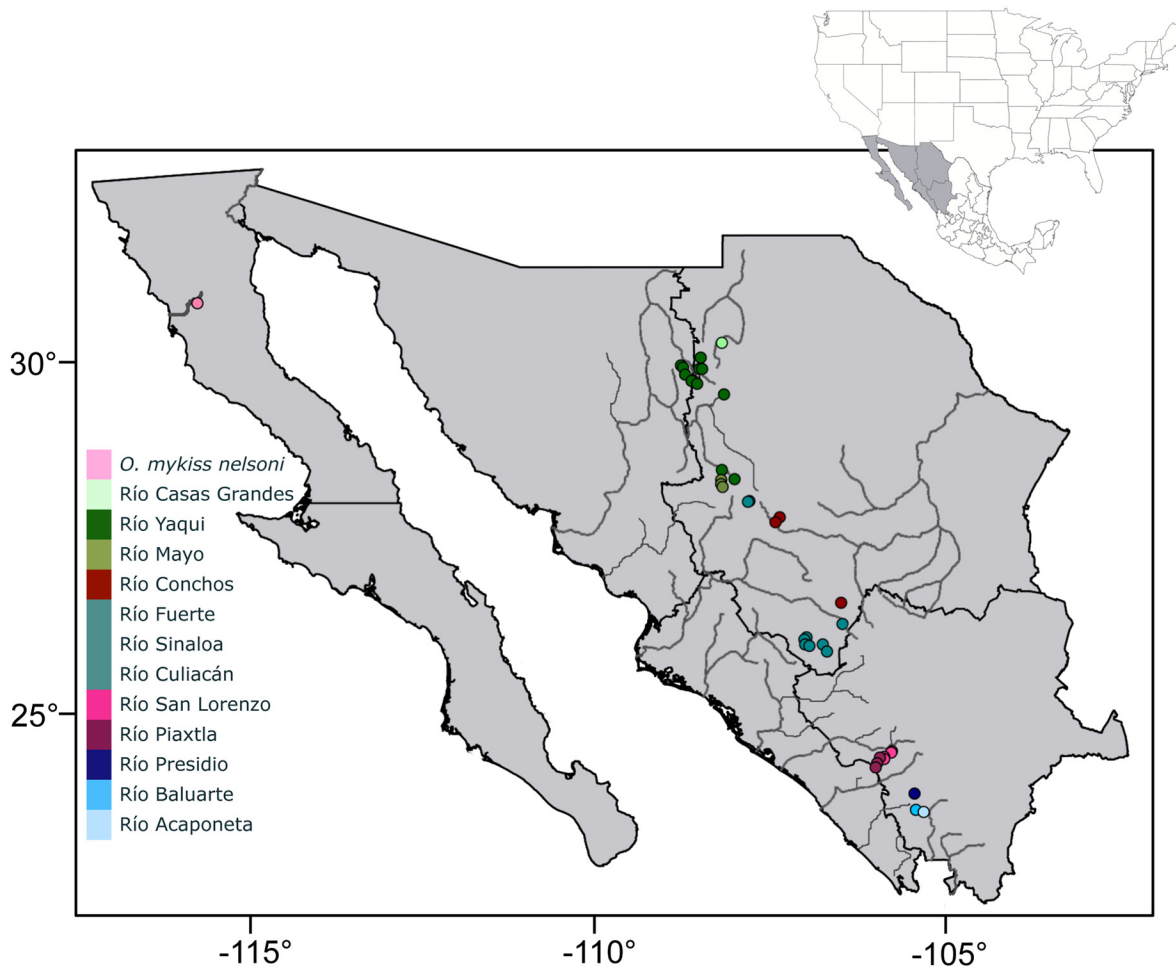 30°
25°
O. mykiss nelsoni
Río Casas Grandes
Río Yaqui
Río Mayo
Río Conchos
Río Fuerte
Río Sinaloa
Río Culiacán
Río San Lorenzo
Río Piaxtla
Río Presidio
Río Baluarte
Río Acaponeta
-115°
-110°
-105°